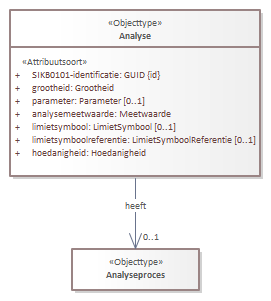 «Objecttype»
Analyse
«Attribuutsoort»
+ SIKB0101-identificatie: GUID {id}
+ grootheid: Grootheid
+ parameter: Parameter [0..1]
+ analysemeetwaarde: Meetwaarde
+ limietsymbool: LimietSymbool [0..1]
+ limietsymboolreferentie: LimietSymboolReferentie [0..1]
+ hoedanigheid: Hoedanigheid
heeft
0..1
«Objecttype»
Analyseproces